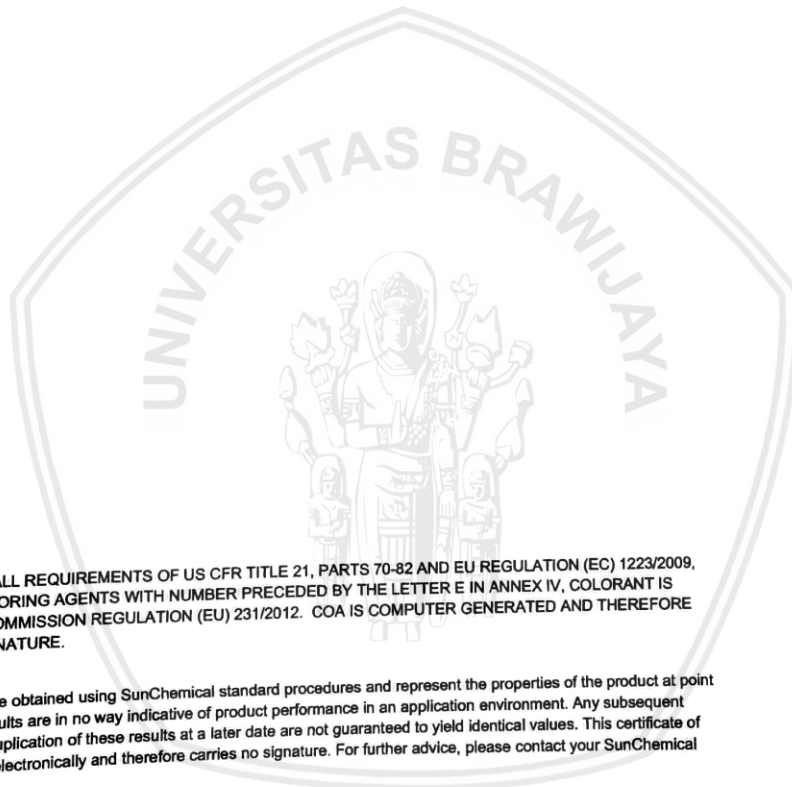 UNIVERSITAS BRAWIJAYA
ALL REQUIREMENTS OF US CFR TITLE 21, PARTS 70-82 AND EU REGULATION (EC) 1223/2009,
ORING AGENTS WITH NUMBER PRECEDED BY THE LETTER E IN ANNEX IV, COLORANT IS
OMMISSION REGULATION (EU) 231/2012. COA IS COMPUTER GENERATED AND THEREFORE
NATURE.
e obtained using SunChemical standard procedures and represent the properties of the product at point
ults are in no way indicative of product performance in an application environment. Any subsequent
uplication of these results at a later date are not guaranteed to yield identical values. This certificate of
lectronically and therefore carries no signature. For further advice, please contact your SunChemical